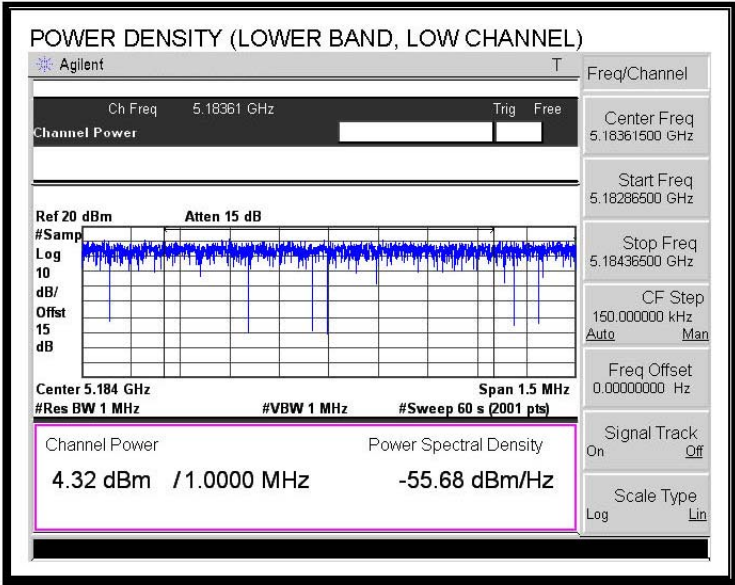 POWER DENSITY (LOWER BAND, LOW CHANNEL)
Agilent
T
Freq/Channel
Ch Freq 5.18361 GHz Trig Free
Channel Power
Center Freq
5.18361500 GHz
Start Freq
5.18286500 GHz
Stop Freq
5.18436500 GHz
CF Step
150.000000 kHz
Auto Man
Freq Offset
0.00000000 Hz
Signal Track
On Off
Scale Type
Log Lin
Ref 20 dBm Atten 15 dB
#Samp
Log
10
dB/
Offst
15
dB
Center 5.184 GHz Span 1.5 MHz
#Res BW 1 MHz #VBW 1 MHz #Sweep 60 s (2001 pts)
Channel Power Power Spectral Density
4.32 dBm /1.0000 MHz -55.68 dBm/Hz